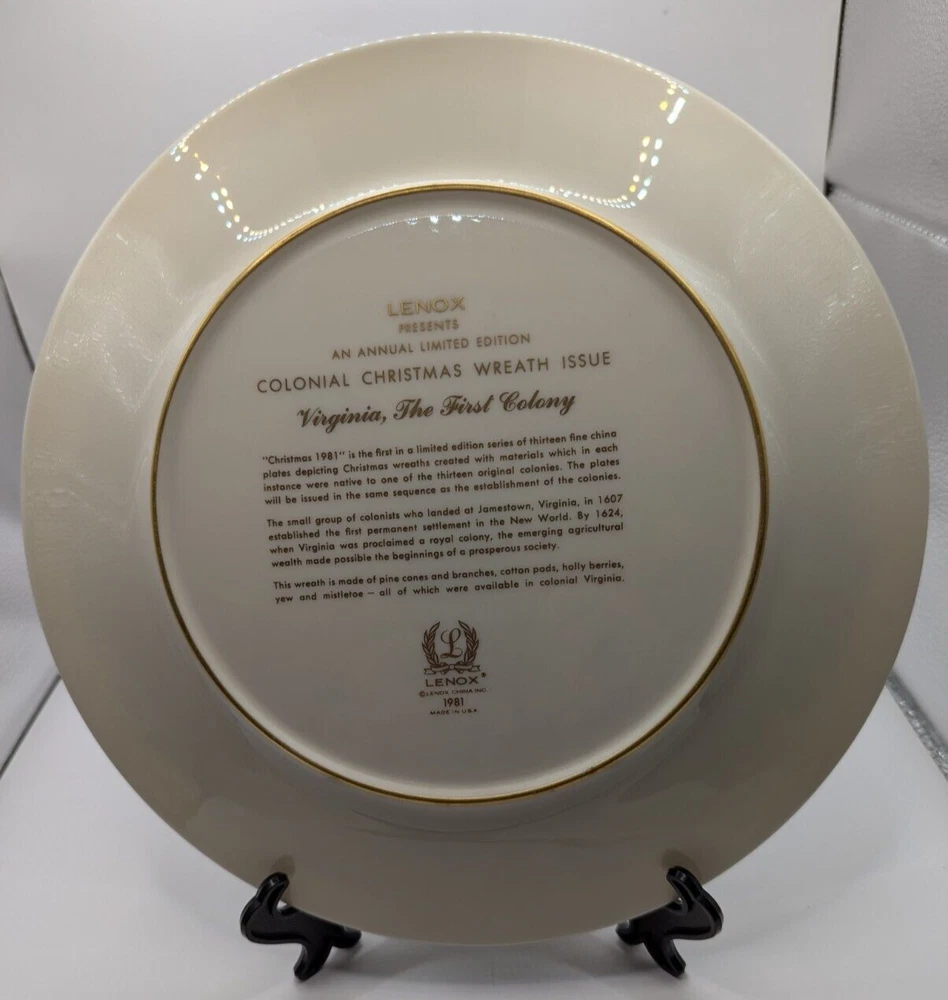 LENOX
PRESENTS
AN ANNUAL LIMITED EDITION
COLONIAL CHRISTMAS WREATH ISSUE
Virginia, The First Colony
"Christmas 1981" is the first in a limited edition series of thirteen fine china
plates depicting Christmas wreaths created with materials which in each
instance were native to one of the thirteen original colonies. The plates
will be issued in the same sequence as the establishment of the colonies.
The small group of colonists who landed at Jamestown, Virginia, in 1607
established the first permanent settlement in the New World. By 1624,
when Virginia was proclaimed a royal colony, the emerging agricultural
wealth made possible the beginnings of a prosperous society.
This wreath is made of pine cones and branches, cotton pods, holly berries,
yew and mistletoe – all of which were available in colonial Virginia.
L
LENOX®
©LENOX CHINA INC.
1981
MADE IN U.S.A.